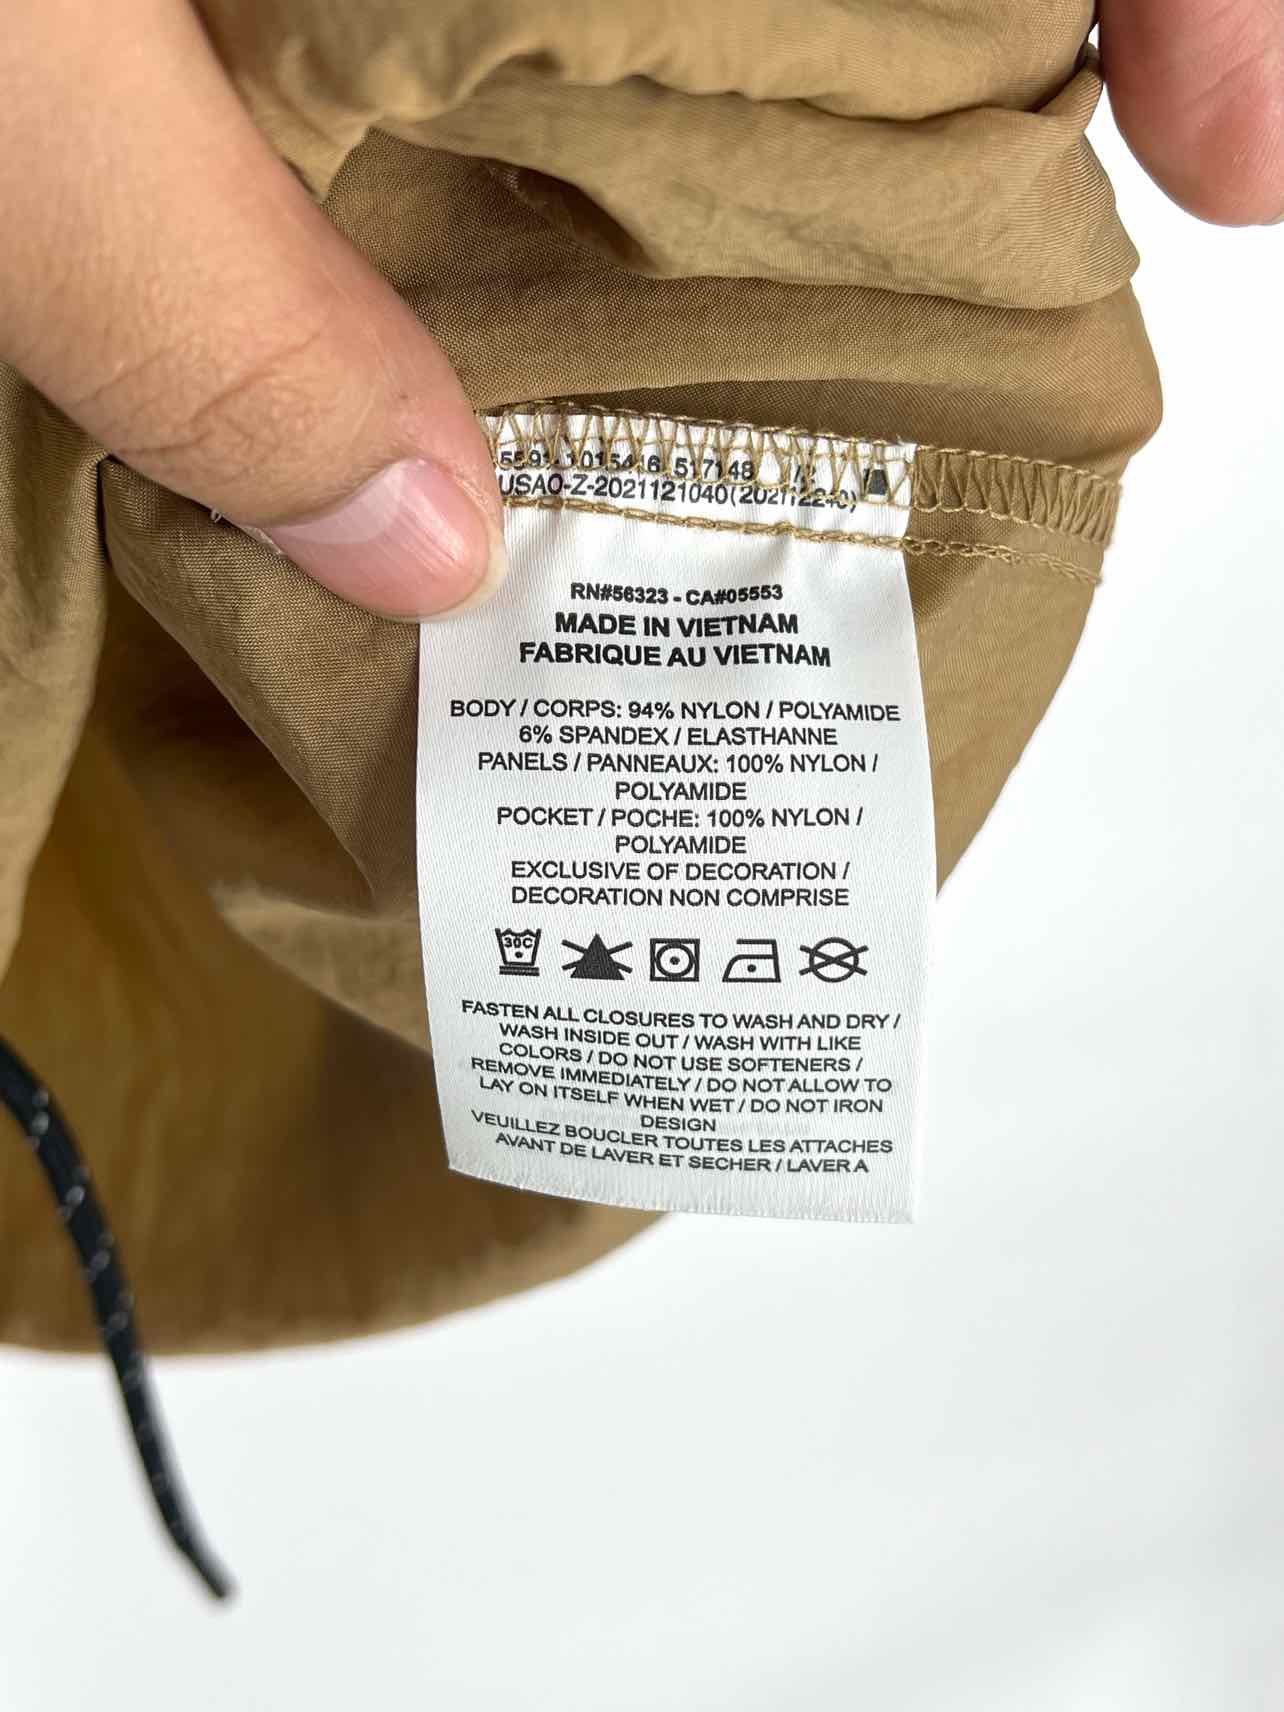 517148
USAO-Z-2021121040
RN#56323 - CA#05553
MADE IN VIETNAM
FABRIQUE AU VIETNAM
BODY / CORPS: 94% NYLON / POLYAMIDE
6% SPANDEX / ELASTHANNE
PANELS / PANNEAUX: 100% NYLON /
POLYAMIDE
POCKET / POCHE: 100% NYLON /
POLYAMIDE
EXCLUSIVE OF DECORATION /
DECORATION NON COMPRISE
30C
FASTEN ALL CLOSURES TO WASH AND DRY /
WASH INSIDE OUT / WASH WITH LIKE
COLORS / DO NOT USE SOFTENERS /
REMOVE IMMEDIATELY / DO NOT ALLOW TO
LAY ON ITSELF WHEN WET / DO NOT IRON
DESIGN
VEUILLEZ BOUCLER TOUTES LES ATTACHES
AVANT DE LAVER ET SECHER / LAVER A